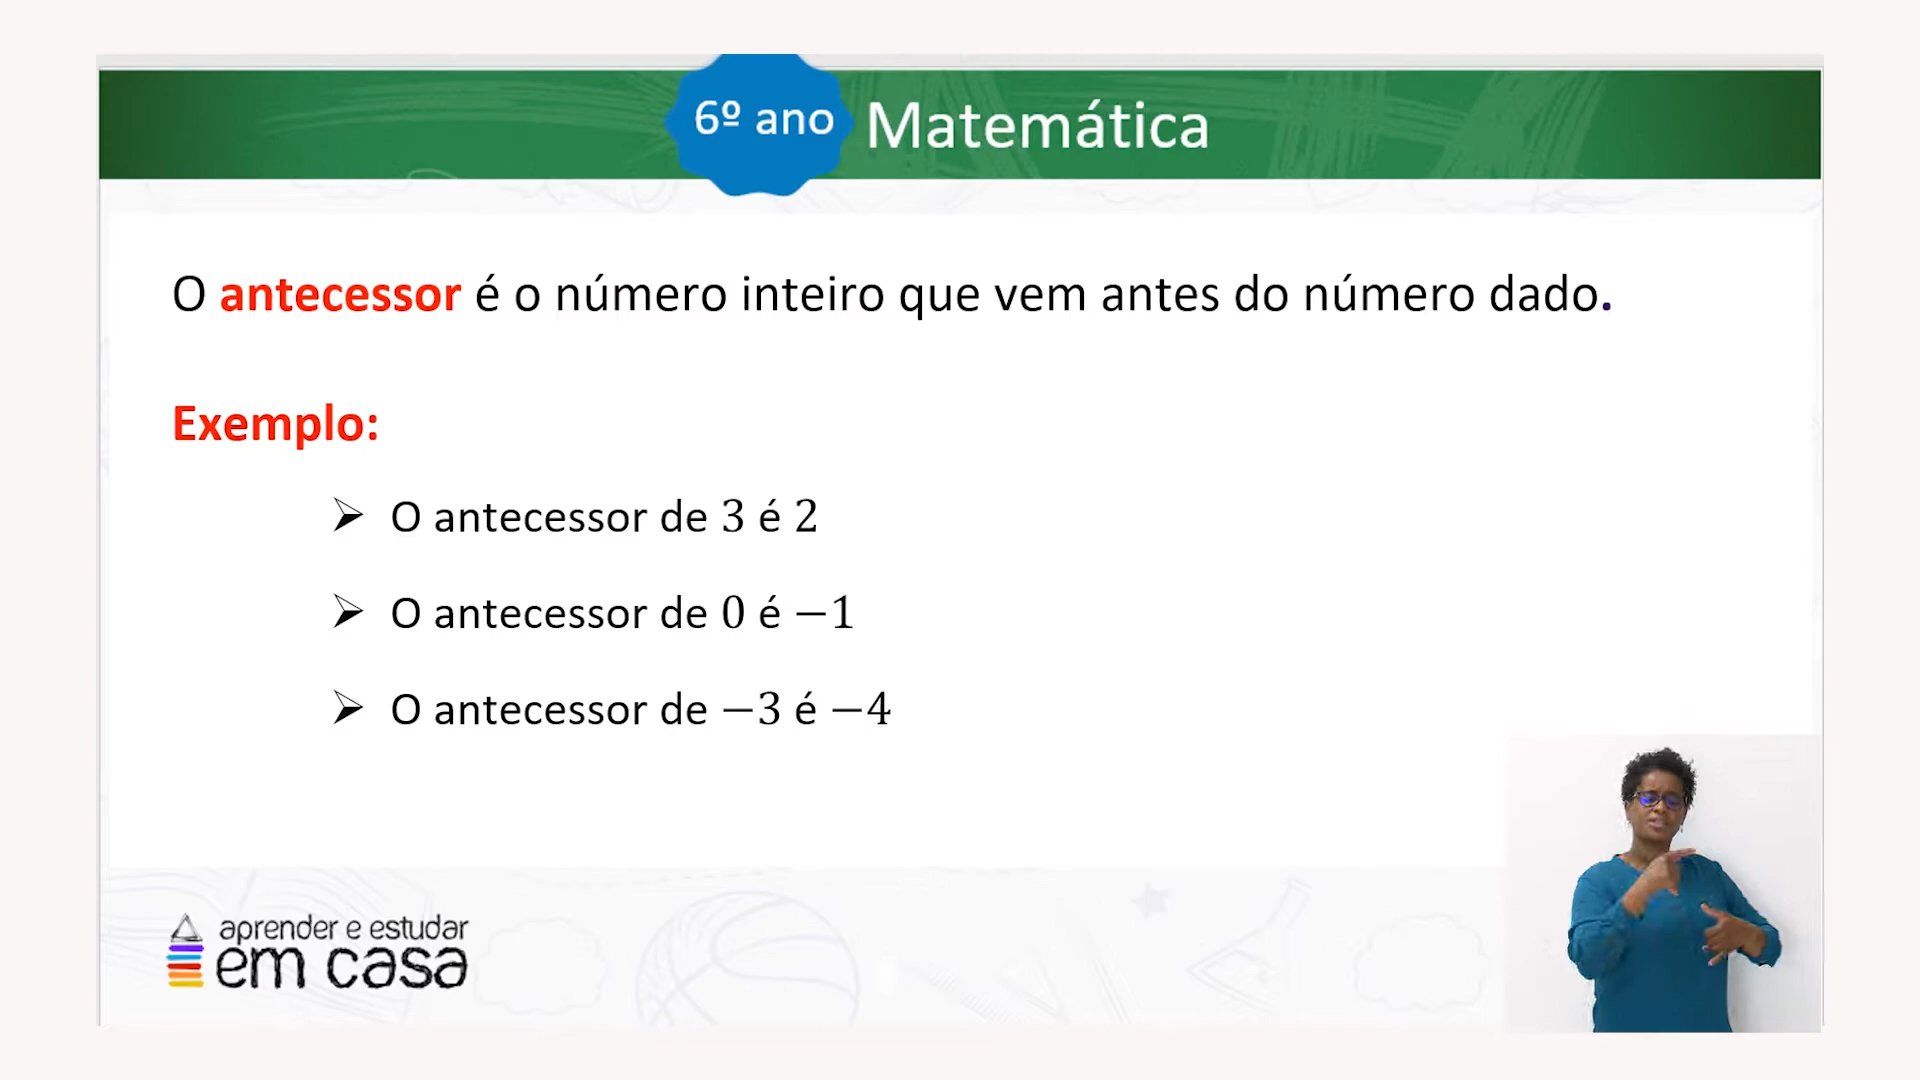 6º ano Matemática
O antecessor é o número inteiro que vem antes do número dado.
Exemplo:
➢ O antecessor de 3 é 2
➢ O antecessor de 0 é −1
➢ O antecessor de −3 é −4
aprender e estudar
em casa